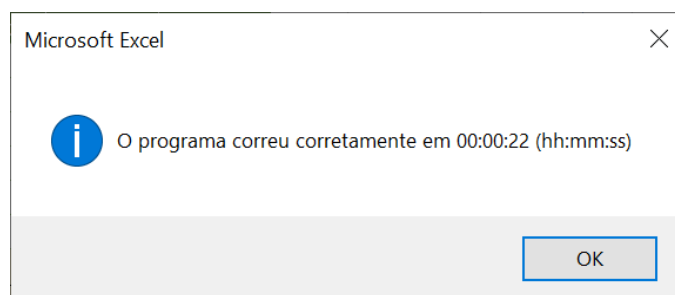 Microsoft Excel
O programa correu corretamente em 00:00:22 (hh:mm:ss)
OK